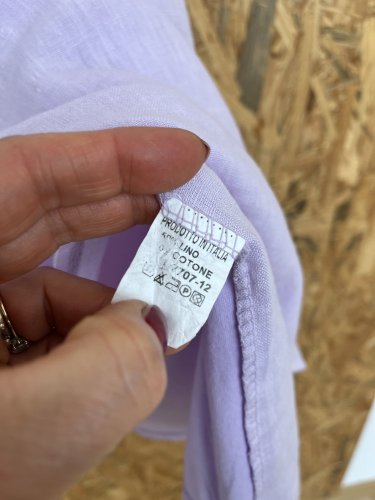 PRODOTTO IN ITALIA
LINO
COTONE
707-12
P